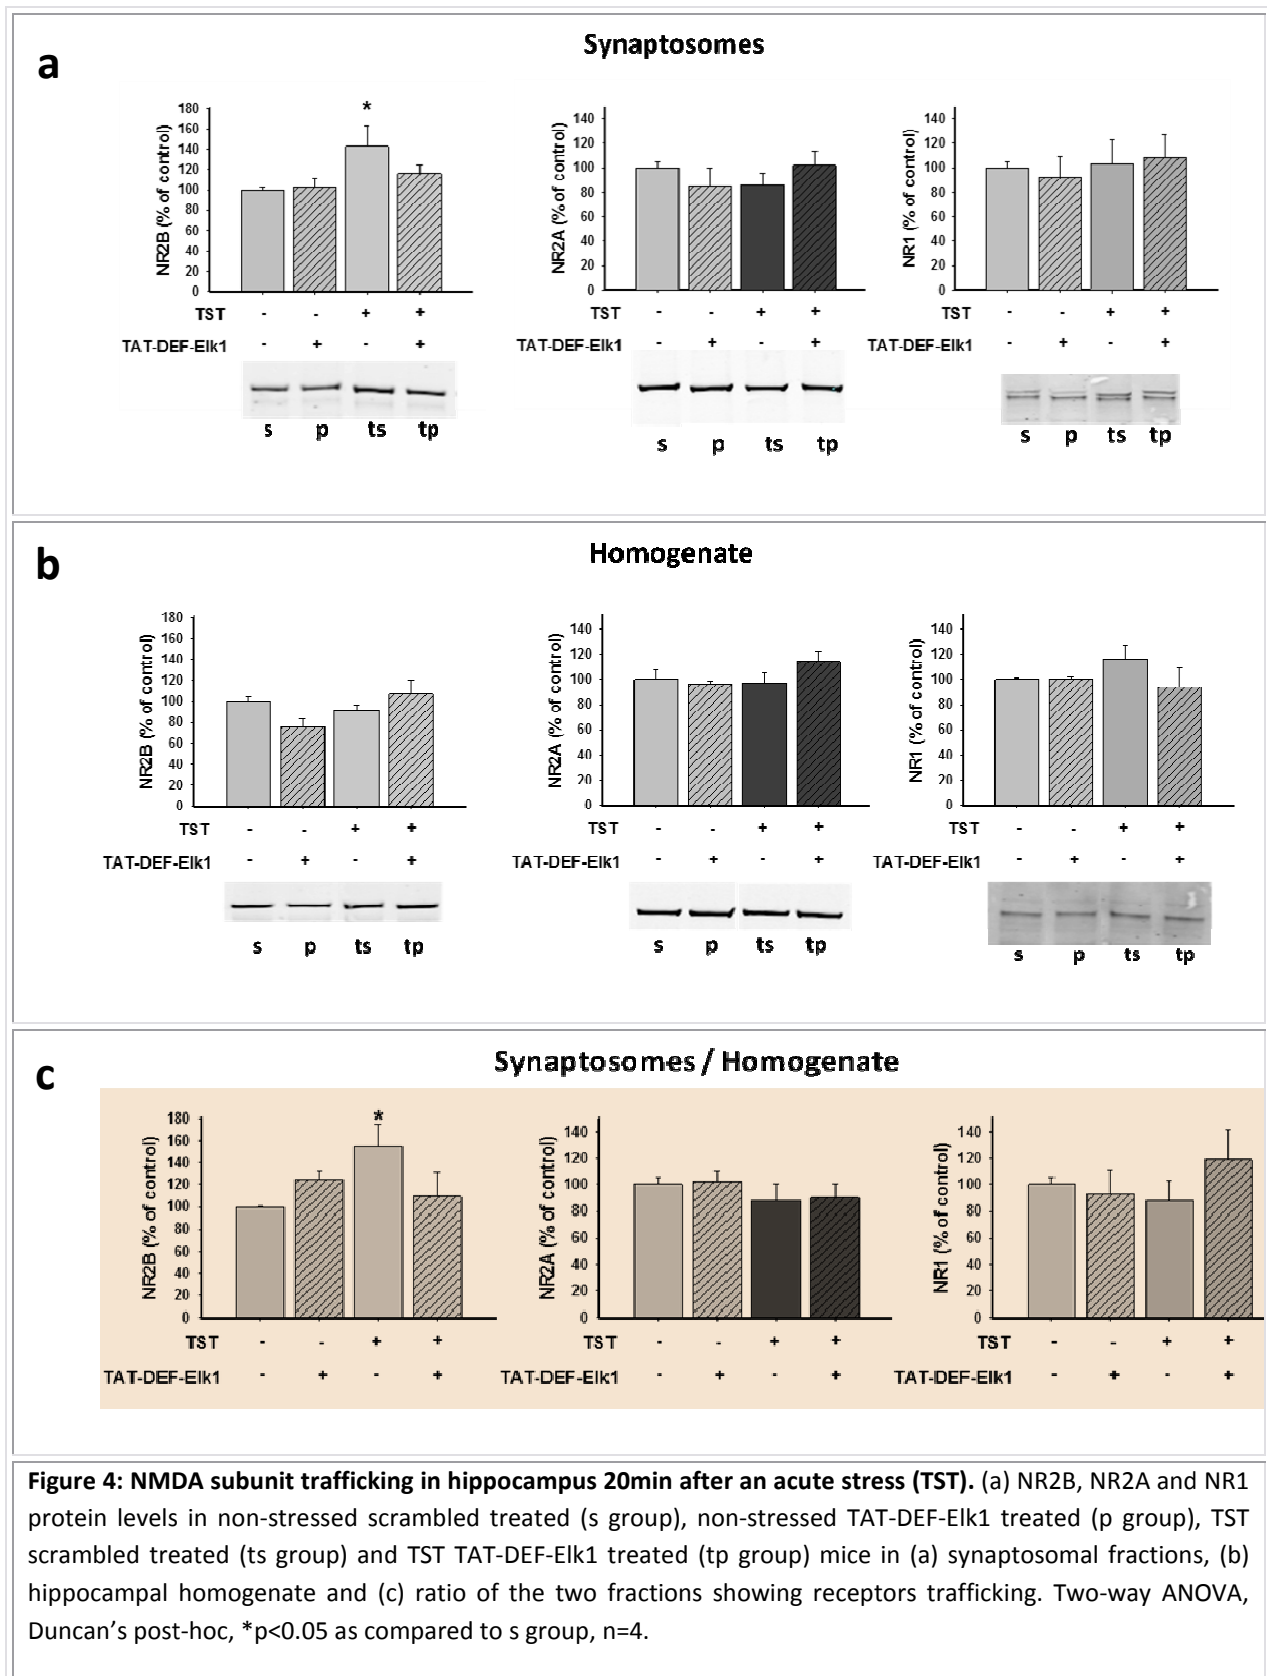 a
Synaptosomes
NR2B (% of control)
180
160
140
120
100
80
60
40
20
0
*
TST - - + +
TAT-DEF-Elk1 - + - +
s p ts tp
NR2A (% of control)
140
120
100
80
60
40
20
0
TST - - + +
TAT-DEF-Elk1 - + - +
s p ts tp
NR1 (% of control)
140
120
100
80
60
40
20
0
TST - - + +
TAT-DEF-Elk1 - + - +
s p ts tp
b
Homogenate
NR2B (% of control)
180
160
140
120
100
80
60
40
20
0
TST - - + +
TAT-DEF-Elk1 - + - +
s p ts tp
NR2A (% of control)
140
120
100
80
60
40
20
0
TST - - + +
TAT-DEF-Elk1 - + - +
s p ts tp
NR1 (% of control)
140
120
100
80
60
40
20
0
TST - - + +
TAT-DEF-Elk1 - + - +
s p ts tp
c
Synaptosomes / Homogenate
NR2B (% of control)
180
160
140
120
100
80
60
40
20
0
*
TST - - + +
TAT-DEF-Elk1 - + - +
NR2A (% of control)
140
120
100
80
60
40
20
0
TST - - + +
TAT-DEF-Elk1 - + - +
NR1 (% of control)
140
120
100
80
60
40
20
0
TST - - + +
TAT-DEF-Elk1 - + - +
Figure 4: NMDA subunit trafficking in hippocampus 20min after an acute stress (TST). (a) NR2B, NR2A and NR1
protein levels in non-stressed scrambled treated (s group), non-stressed TAT-DEF-Elk1 treated (p group), TST
scrambled treated (ts group) and TST TAT-DEF-Elk1 treated (tp group) mice in (a) synaptosomal fractions, (b)
hippocampal homogenate and (c) ratio of the two fractions showing receptors trafficking. Two-way ANOVA,
Duncan's post-hoc, *p<0.05 as compared to s group, n=4.